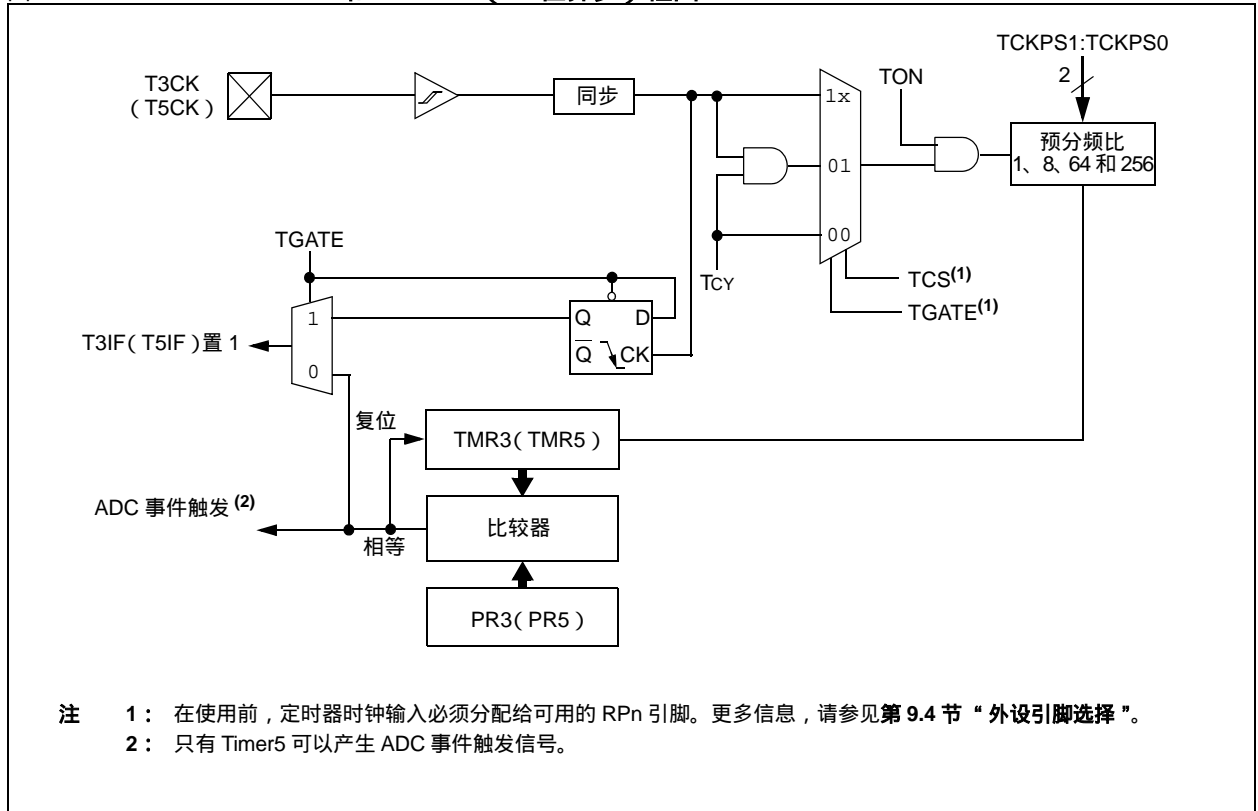 TCKPS1:TCKPS0
2
T3CK
( T5CK )
同步
TON
1x
01
00
预分频比
1、8、64 和 256
TGATE
TCY
TCS(1)
TGATE(1)
1
0
Q
D
Q
CK
T3IF( T5IF )置 1
复位
TMR3( TMR5 )
ADC 事件触发 (2)
比较器
相等
PR3( PR5 )
注 1： 在使用前，定时器时钟输入必须分配给可用的 RPn 引脚。更多信息，请参见第 9.4 节 “ 外设引脚选择 ”。
2： 只有 Timer5 可以产生 ADC 事件触发信号。